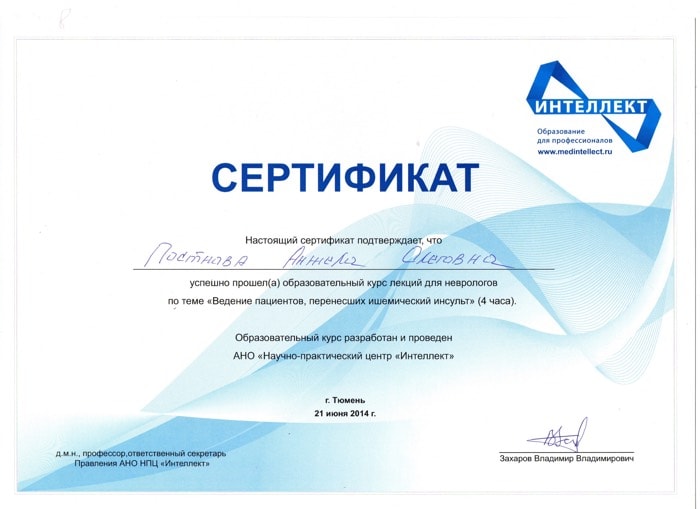 ИНТЕЛЛЕКТ
Образование
для профессионалов
www.medintellect.ru
СЕРТИФИКАТ
Настоящий сертификат подтверждает, что
Постнова Анжела Олеговна
успешно прошел(а) образовательный курс лекций для неврологов
по теме «Ведение пациентов, перенесших ишемический инсульт» (4 часа).
Образовательный курс разработан и проведен
АНО «Научно-практический центр «Интеллект»
г. Тюмень
21 июня 2014 г.
д.м.н., профессор,ответственный секретарь
Правления АНО НПЦ «Интеллект»
Захаров Владимир Владимирович